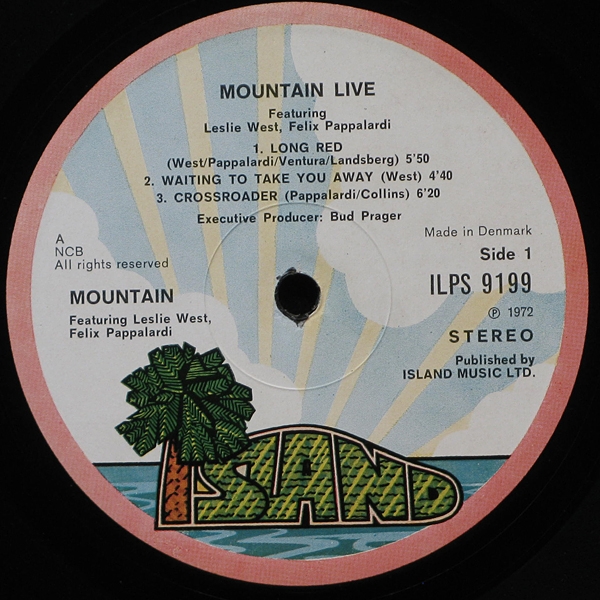 MOUNTAIN LIVE
Featuring
Leslie West, Felix Pappalardi
1. LONG RED
(West/Pappalardi/Ventura/Landsberg) 5'50
2. WAITING TO TAKE YOU AWAY (West) 4'40
3. CROSSROADER (Pappalardi/Collins) 6'20
Executive Producer: Bud Prager
A
NCB
All rights reserved
MOUNTAIN
Featuring Leslie West,
Felix Pappalardi
Made in Denmark
Side 1
ILPS 9199
℗ 1972
STEREO
Published by
ISLAND MUSIC LTD.
ISLAND